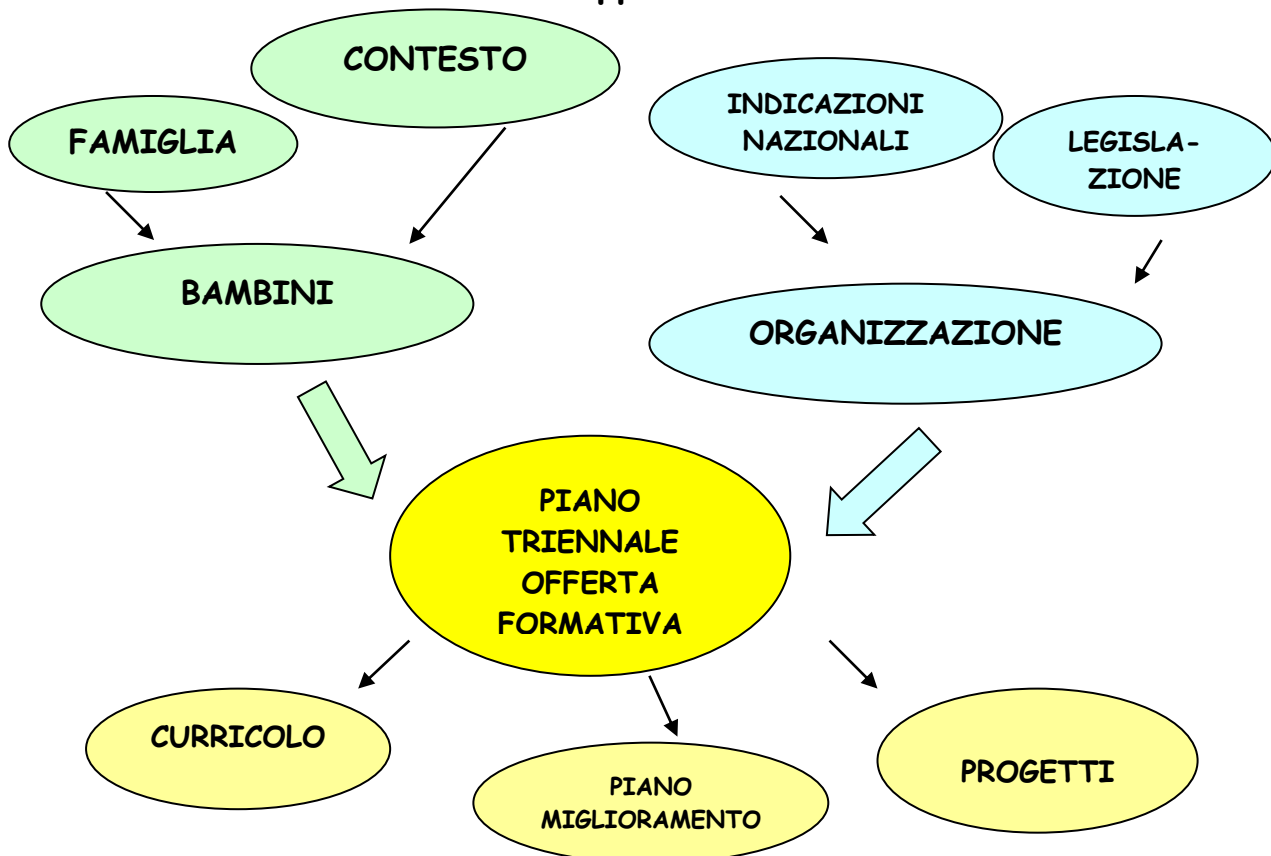 CONTESTO
FAMIGLIA
INDICAZIONI
NAZIONALI
LEGISLA-
ZIONE
BAMBINI
ORGANIZZAZIONE
PIANO
TRIENNALE
OFFERTA
FORMATIVA
CURRICOLO
PIANO
MIGLIORAMENTO
PROGETTI